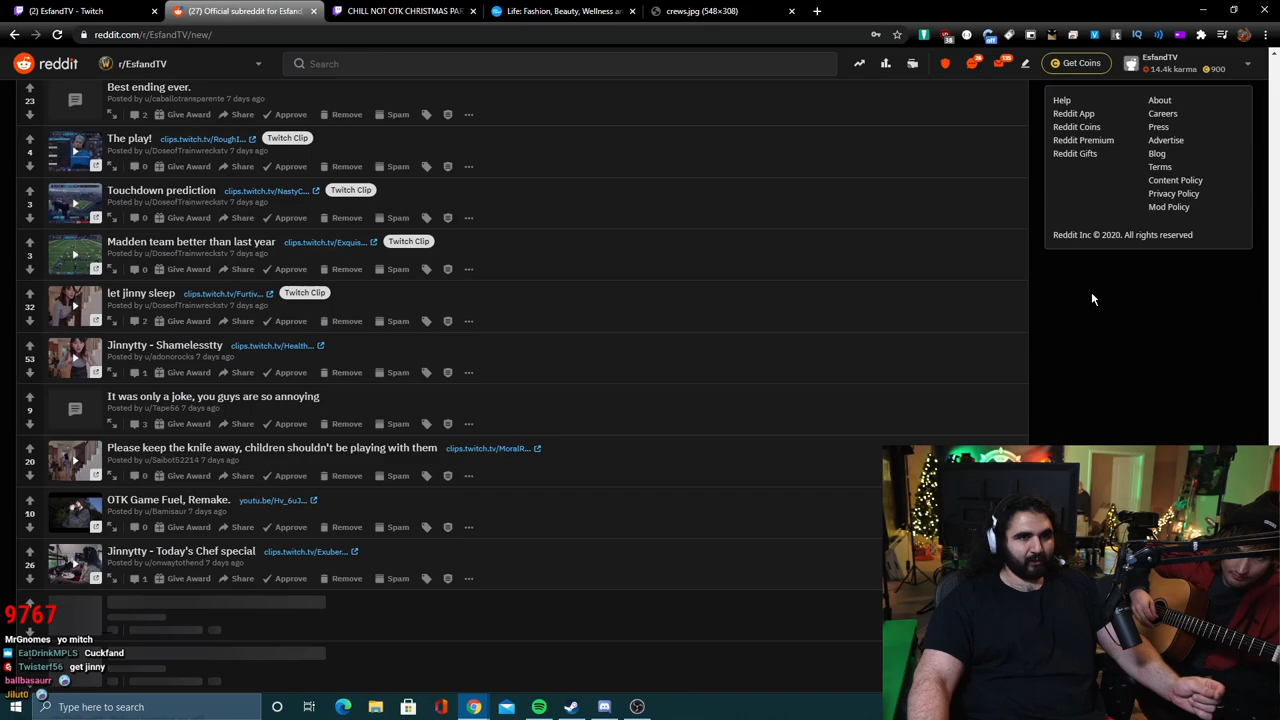 EsfandTV - Twitch
(27) Official subreddit for Esfand
CHILL NOT OTK CHRISTMAS PAR
Life: Fashion, Beauty, Wellness an
crews.jpg (548×308)
reddit.com/r/EsfandTV/new/
reddit
r/EsfandTV
Search
Get Coins
EsfandTV
14.4k karma
900
Best ending ever.
Posted by u/caballotransparente 7 days ago
23
2 Give Award Share Approve Remove Spam
The play! clips.twitch.tv/RoughI... Twitch Clip
Posted by u/DoseofTrainwreckstv 7 days ago
4
0 Give Award Share Approve Remove Spam
Touchdown prediction clips.twitch.tv/NastyC... Twitch Clip
Posted by u/DoseofTrainwreckstv 7 days ago
3
0 Give Award Share Approve Remove Spam
Madden team better than last year clips.twitch.tv/Exquis... Twitch Clip
Posted by u/DoseofTrainwreckstv 7 days ago
3
0 Give Award Share Approve Remove Spam
let jinny sleep clips.twitch.tv/Furtiv... Twitch Clip
Posted by u/DoseofTrainwreckstv 7 days ago
32
2 Give Award Share Approve Remove Spam
Jinnytty - Shamelesstty clips.twitch.tv/Health...
Posted by u/adonorocks 7 days ago
53
1 Give Award Share Approve Remove Spam
It was only a joke, you guys are so annoying
Posted by u/Tape56 7 days ago
9
3 Give Award Share Approve Remove Spam
Please keep the knife away, children shouldn't be playing with them clips.twitch.tv/MoralR...
Posted by u/Saibot52214 7 days ago
20
0 Give Award Share Approve Remove Spam
OTK Game Fuel, Remake. youtu.be/Hv_6uJ...
Posted by u/Bamisaur 7 days ago
10
0 Give Award Share Approve Remove Spam
Jinnytty - Today's Chef special clips.twitch.tv/Exuber...
Posted by u/onwaytothend 7 days ago
26
1 Give Award Share Approve Remove Spam
Help About
Reddit App Careers
Reddit Coins Press
Reddit Premium Advertise
Reddit Gifts Blog
Terms
Content Policy
Privacy Policy
Mod Policy
Reddit Inc © 2020. All rights reserved
9767
MrGnomes yo mitch
EatDrinkMPLS Cuckfand
Twisterf56 get jinny
ballbasaurr
Jilut0
Type here to search